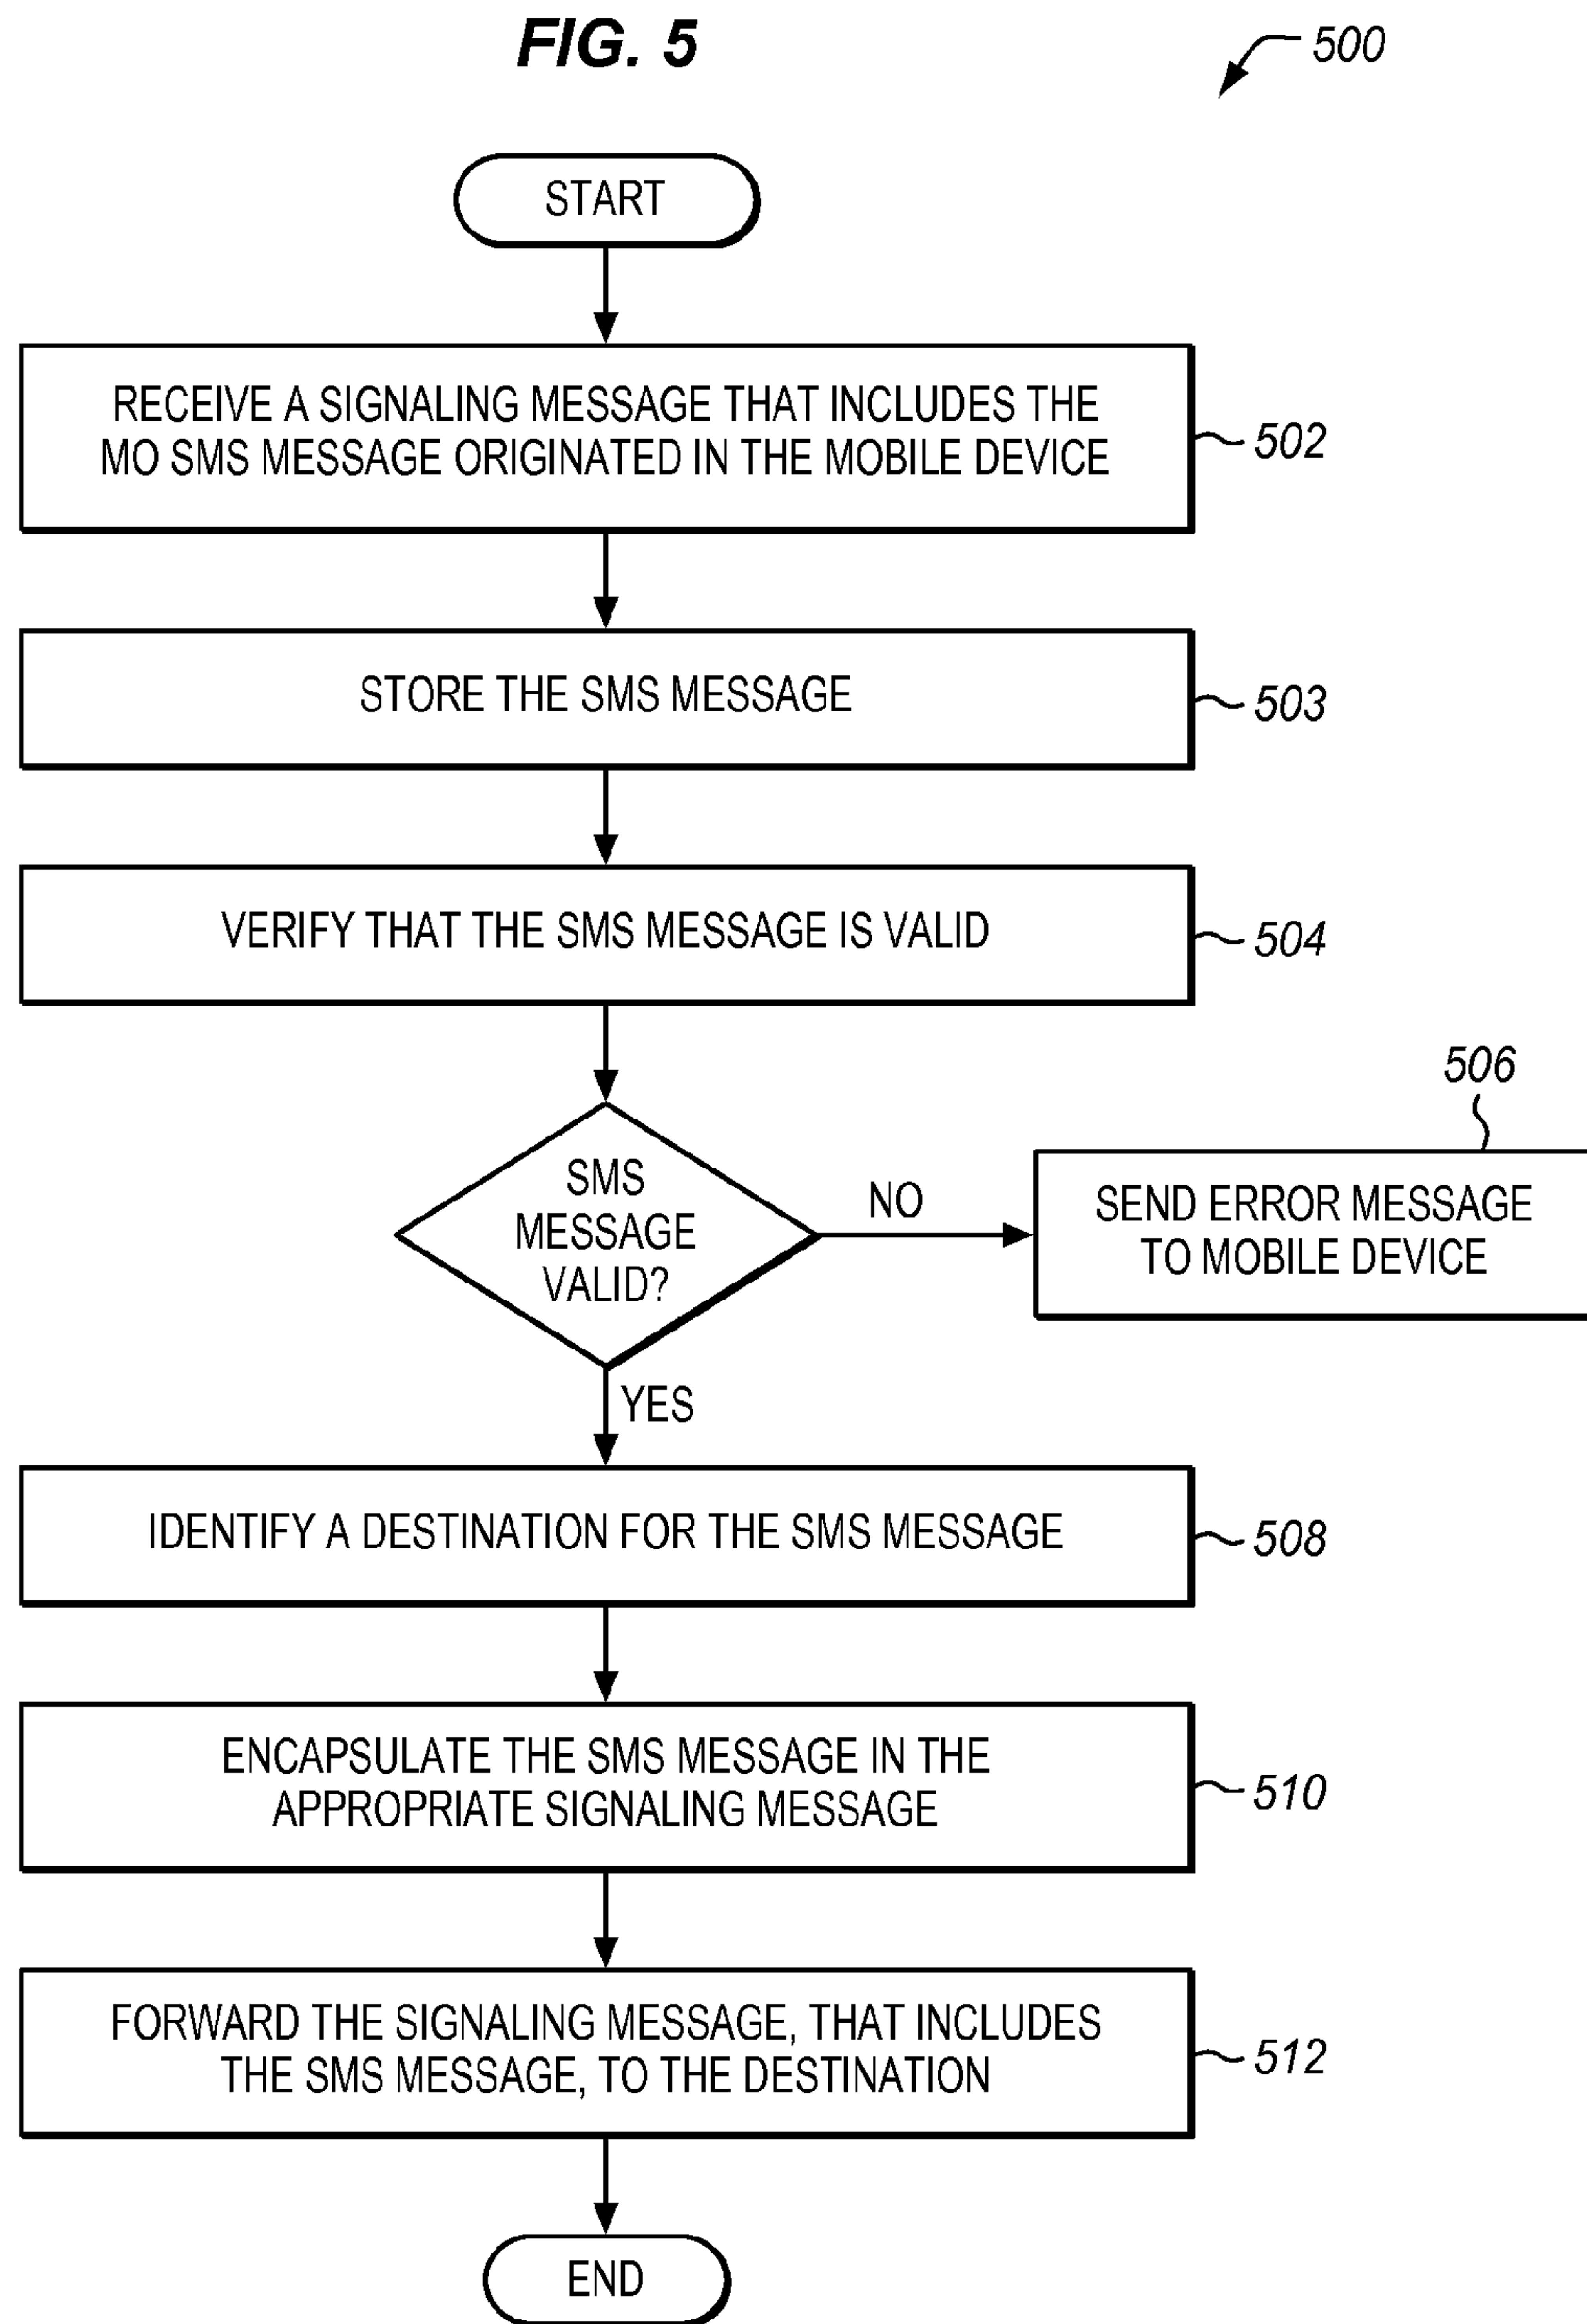 FIG. 5
500
START
RECEIVE A SIGNALING MESSAGE THAT INCLUDES THE
MO SMS MESSAGE ORIGINATED IN THE MOBILE DEVICE
502
STORE THE SMS MESSAGE
503
VERIFY THAT THE SMS MESSAGE IS VALID
504
SMS
MESSAGE
VALID?
NO
506
SEND ERROR MESSAGE
TO MOBILE DEVICE
YES
IDENTIFY A DESTINATION FOR THE SMS MESSAGE
508
ENCAPSULATE THE SMS MESSAGE IN THE
APPROPRIATE SIGNALING MESSAGE
510
FORWARD THE SIGNALING MESSAGE, THAT INCLUDES
THE SMS MESSAGE, TO THE DESTINATION
512
END